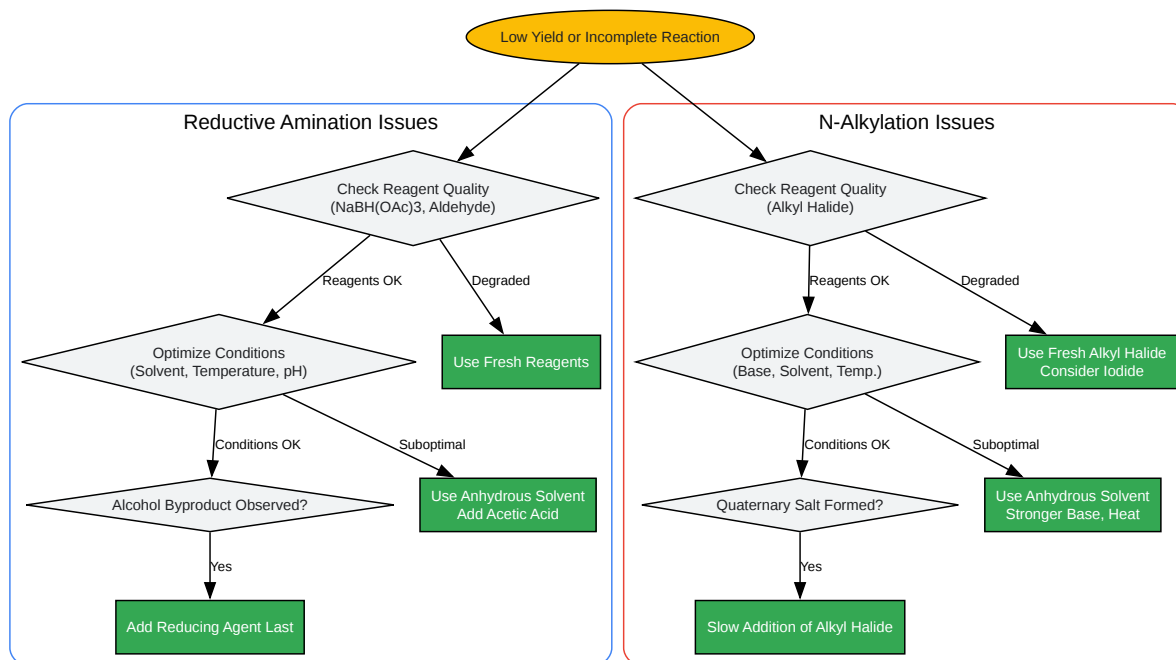 Low Yield or Incomplete Reaction
Reductive Amination Issues
Check Reagent Quality
(NaBH(OAc)3, Aldehyde)
Reagents OK
Degraded
Optimize Conditions
(Solvent, Temperature, pH)
Use Fresh Reagents
Conditions OK
Suboptimal
Alcohol Byproduct Observed?
Use Anhydrous Solvent
Add Acetic Acid
Yes
Add Reducing Agent Last
N-Alkylation Issues
Check Reagent Quality
(Alkyl Halide)
Reagents OK
Degraded
Optimize Conditions
(Base, Solvent, Temp.)
Use Fresh Alkyl Halide
Consider Iodide
Conditions OK
Suboptimal
Quaternary Salt Formed?
Use Anhydrous Solvent
Stronger Base, Heat
Yes
Slow Addition of Alkyl Halide